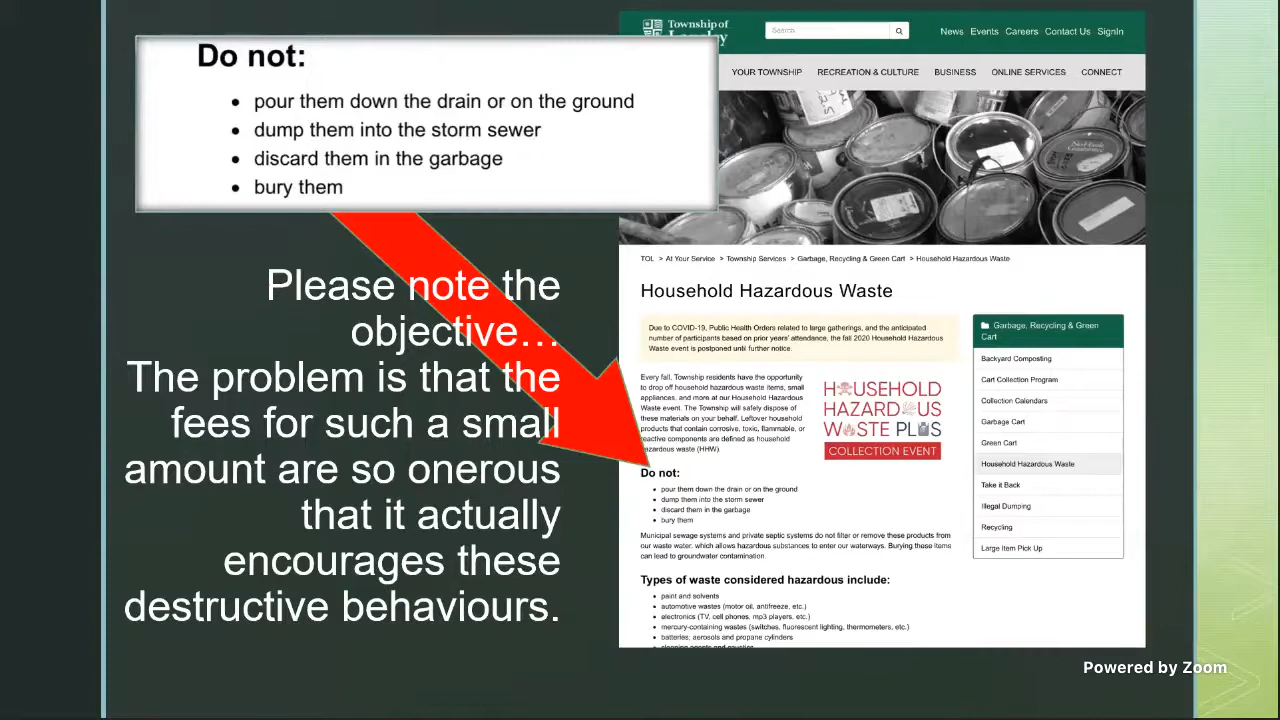 Do not:
• pour them down the drain or on the ground
• dump them into the storm sewer
• discard them in the garbage
• bury them
Please note the
objective…
The problem is that the
fees for such a small
amount are so onerous
that it actually
encourages these
destructive behaviours.
Township of
Search
News Events Careers Contact Us SignIn
YOUR TOWNSHIP RECREATION & CULTURE BUSINESS ONLINE SERVICES CONNECT
TOL > At Your Service > Township Services > Garbage, Recycling & Green Cart > Household Hazardous Waste
Household Hazardous Waste
Due to COVID-19, Public Health Orders related to large gatherings, and the anticipated
number of participants based on prior years' attendance, the fall 2020 Household Hazardous
Waste event is postponed until further notice.
Every fall, Township residents have the opportunity
to drop off household hazardous waste items, small
appliances, and more at our Household Hazardous
Waste event. The Township will safely dispose of
these materials on your behalf. Leftover household
products that contain corrosive, toxic, flammable, or
reactive components are defined as household
hazardous waste (HHW).
HOUSEHOLD
HAZARDOUS
WASTE PLUS
COLLECTION EVENT
Do not:
• pour them down the drain or on the ground
• dump them into the storm sewer
• discard them in the garbage
• bury them
Municipal sewage systems and private septic systems do not filter or remove these products from
our waste water, which allows hazardous substances to enter our waterways. Burying these items
can lead to groundwater contamination.
Types of waste considered hazardous include:
• paint and solvents
• automotive wastes (motor oil, antifreeze, etc.)
• electronics (TV, cell phones, mp3 players, etc.)
• mercury-containing wastes (switches, fluorescent lighting, thermometers, etc.)
• batteries; aerosols and propane cylinders
Garbage, Recycling & Green
Cart
Backyard Composting
Cart Collection Program
Collection Calendars
Garbage Cart
Green Cart
Household Hazardous Waste
Take it Back
Illegal Dumping
Recycling
Large Item Pick Up
Powered by Zoom